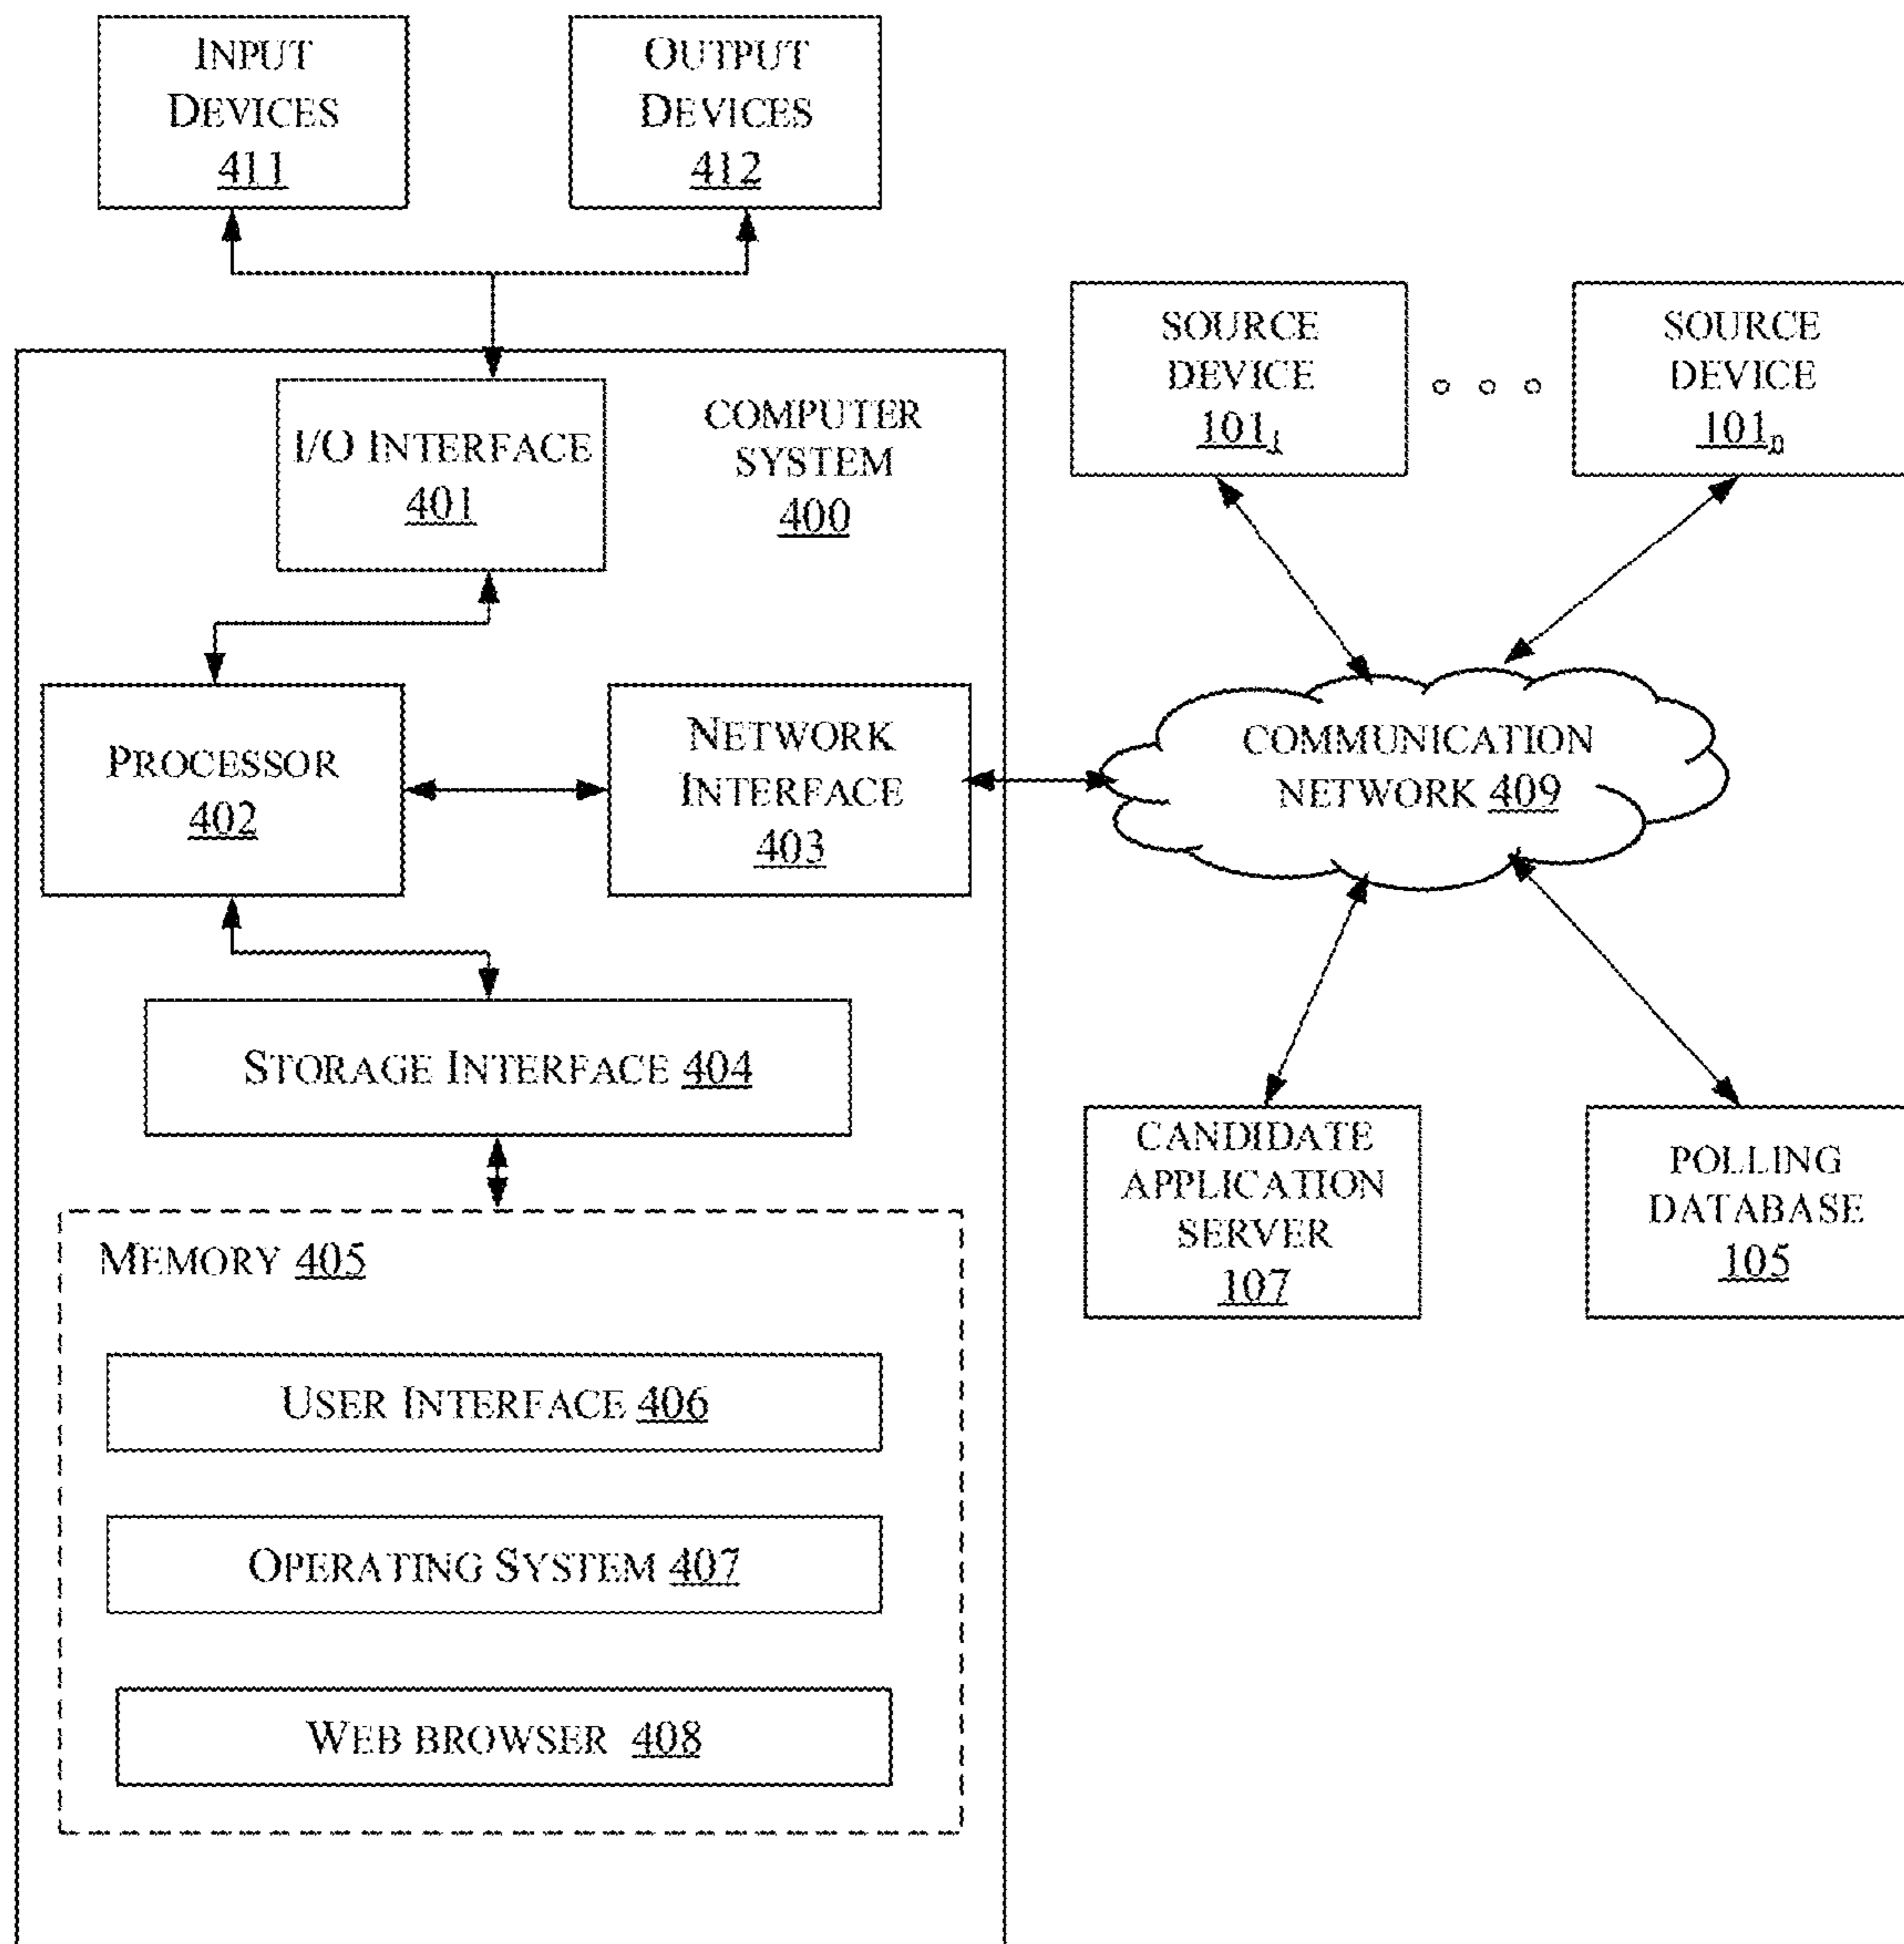 INPUT
DEVICES
411
OUTPUT
DEVICES
412
I/O INTERFACE
401
COMPUTER
SYSTEM
400
SOURCE
DEVICE
101₁
SOURCE
DEVICE
101ₙ
PROCESSOR
402
NETWORK
INTERFACE
403
COMMUNICATION
NETWORK 409
STORAGE INTERFACE 404
CANDIDATE
APPLICATION
SERVER
107
POLLING
DATABASE
105
MEMORY 405
USER INTERFACE 406
OPERATING SYSTEM 407
WEB BROWSER 408